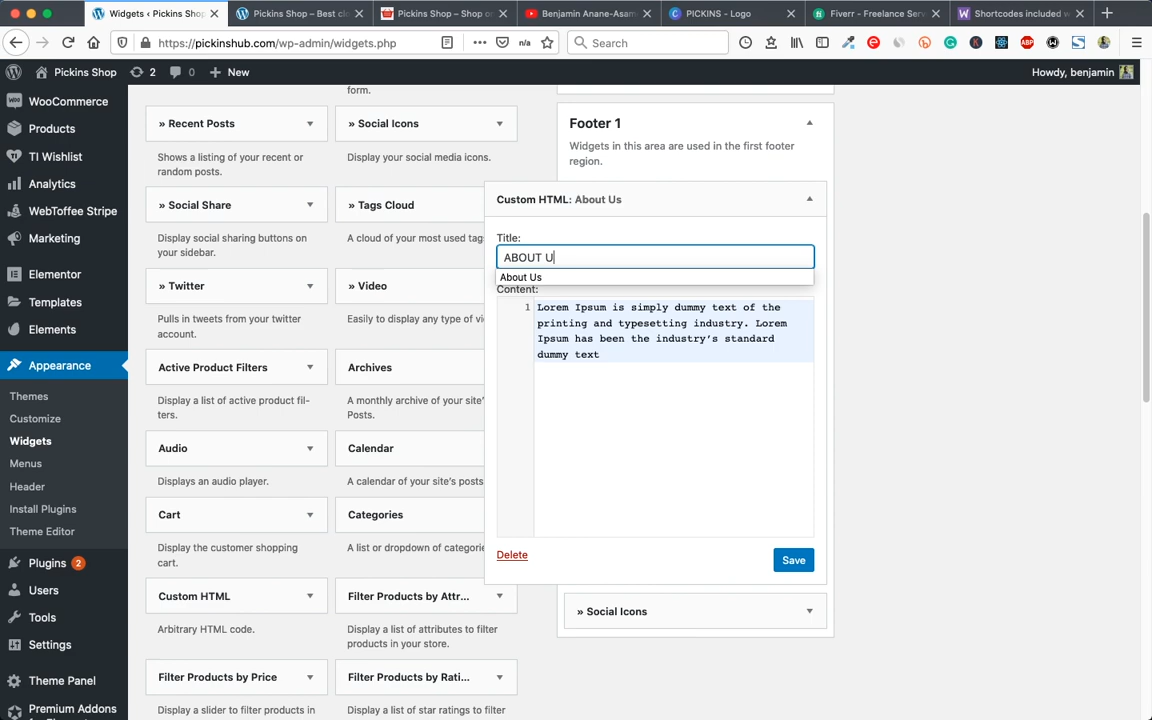 Widgets ‹ Pickins Shop
Pickins Shop – Best cl
Pickins Shop – Shop o
Benjamin Anane-Asam
PICKINS - Logo
Fiverr - Freelance Serv
Shortcodes included w
https://pickinshub.com/wp-admin/widgets.php
n/a
Search
ABP
Pickins Shop
2
0
New
Howdy, benjamin
WooCommerce
Products
TI Wishlist
Analytics
WebToffee Stripe
Marketing
Elementor
Templates
Elements
Appearance
Themes
Customize
Widgets
Menus
Header
Install Plugins
Theme Editor
Plugins 2
Users
Tools
Settings
Theme Panel
Premium Addons
for Elementor
form.
» Recent Posts
Shows a listing of your recent or
random posts.
» Social Icons
Display your social media icons.
» Social Share
Display social sharing buttons on
your sidebar.
» Tags Cloud
A cloud of your most used tags
» Twitter
Pulls in tweets from your twitter
account.
» Video
Easily to display any type of vi
Active Product Filters
Display a list of active product fil-
ters.
Archives
A monthly archive of your site's
Posts.
Audio
Displays an audio player.
Calendar
A calendar of your site's posts
Cart
Display the customer shopping
cart.
Categories
A list or dropdown of categorie
Custom HTML
Arbitrary HTML code.
Filter Products by Attr...
Display a list of attributes to filter
products in your store.
Filter Products by Price
Display a slider to filter products in
Filter Products by Rati...
Display a list of star ratings to filter
Footer 1
Widgets in this area are used in the first footer
region.
Custom HTML: About Us
Title:
ABOUT U
About Us
Content:
1
Lorem Ipsum is simply dummy text of the
printing and typesetting industry. Lorem
Ipsum has been the industry's standard
dummy text
Delete
Save
» Social Icons